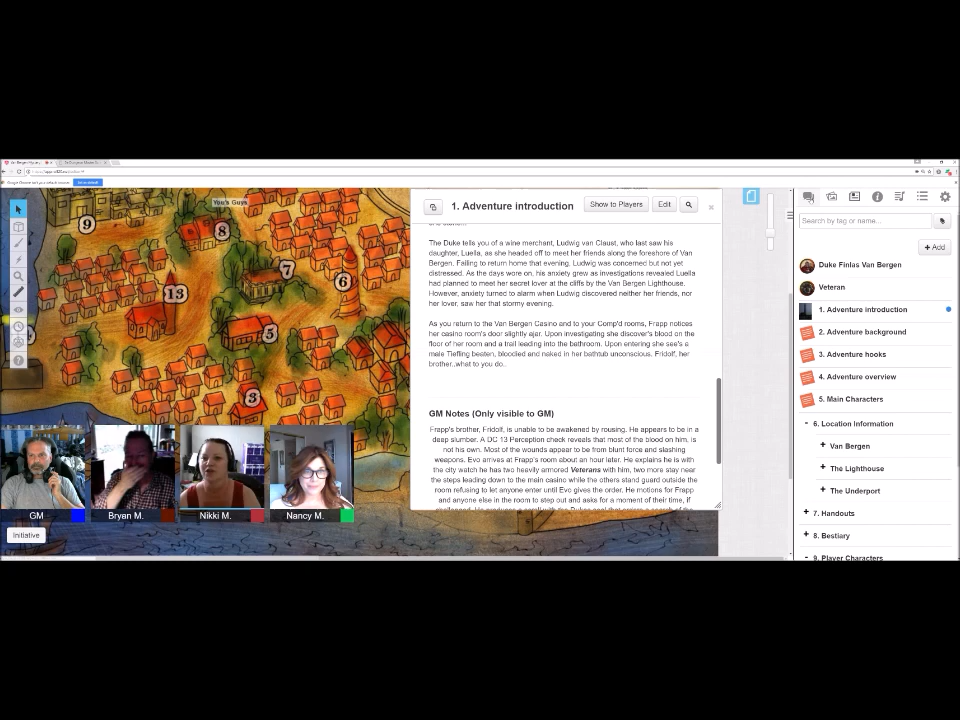 Van Bergen Myste
You's Guys
9
8
7
6
13
5
3
GM
Bryan M.
Nikki M.
Nancy M.
Initiative
1. Adventure introduction
Show to Players
Edit
The Duke tells you of a wine merchant, Ludwig van Claust, who last saw his
daughter, Luella, as she headed off to meet her friends along the foreshore of Van
Bergen. Failing to return home that evening, Ludwig was concerned but not yet
distressed. As the days wore on, his anxiety grew as investigations revealed Luella
had planned to meet her secret lover at the cliffs by the Van Bergen Lighthouse.
However, anxiety turned to alarm when Ludwig discovered neither her friends, nor
her lover, saw her that stormy evening.
As you return to the Van Bergen Casino and to your Comp'd rooms, Frapp notices
her casino room's door slightly ajar. Upon investigating she discover's blood on the
floor of her room and a trail leading into the bathroom. Upon entering she see's a
male Tiefling beaten, bloodied and naked in her bathtub unconscious. Fridolf, her
brother..what to you do..
GM Notes (Only visible to GM)
Frapp's brother, Fridolf, is unable to be awakened by rousing. He appears to be in a
deep slumber. A DC 13 Perception check reveals that most of the blood on him, is
not his own. Most of the wounds appear to be from blunt force and slashing
weapons. Evo arrives at Frapp's room about an hour later. He explains he is with
the city watch he has two heavily armored Veterans with him, two more stay near
the steps leading down to the main casino while the others stand guard outside the
room refusing to let anyone enter until Evo gives the order. He motions for Frapp
and anyone else in the room to step out and asks for a moment of their time, if
Search by tag or name...
+ Add
Duke Finlas Van Bergen
Veteran
1. Adventure introduction
2. Adventure background
3. Adventure hooks
4. Adventure overview
5. Main Characters
- 6. Location Information
+ Van Bergen
+ The Lighthouse
+ The Underport
+ 7. Handouts
+ 8. Bestiary
- 9. Player Characters